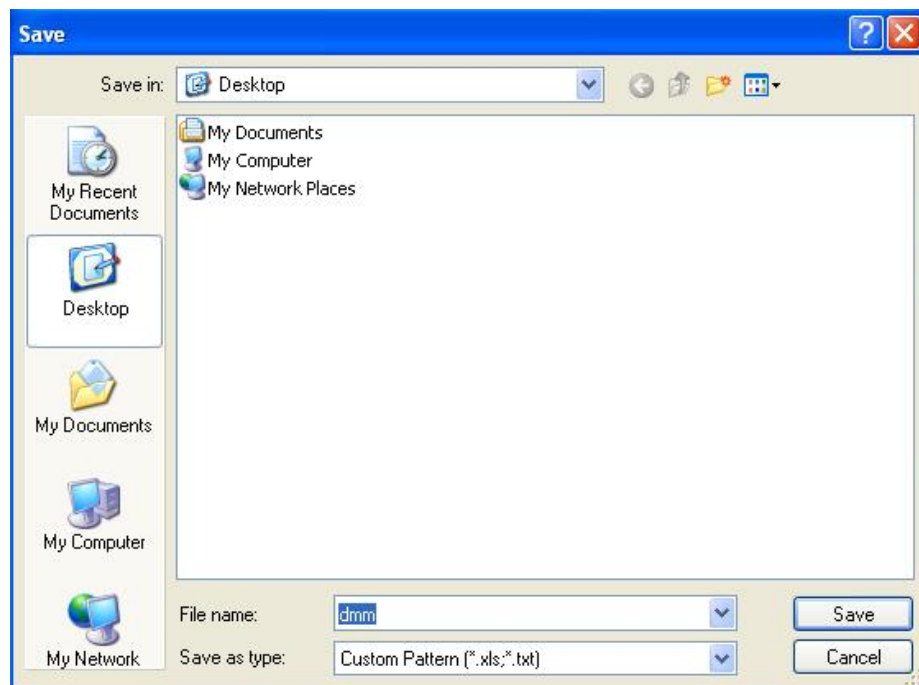 Save
Save in: Desktop
My Recent
Documents
Desktop
My Documents
My Computer
My Network
My Documents
My Computer
My Network Places
File name: dmm Save
Save as type: Custom Pattern (*.xls;*.txt) Cancel